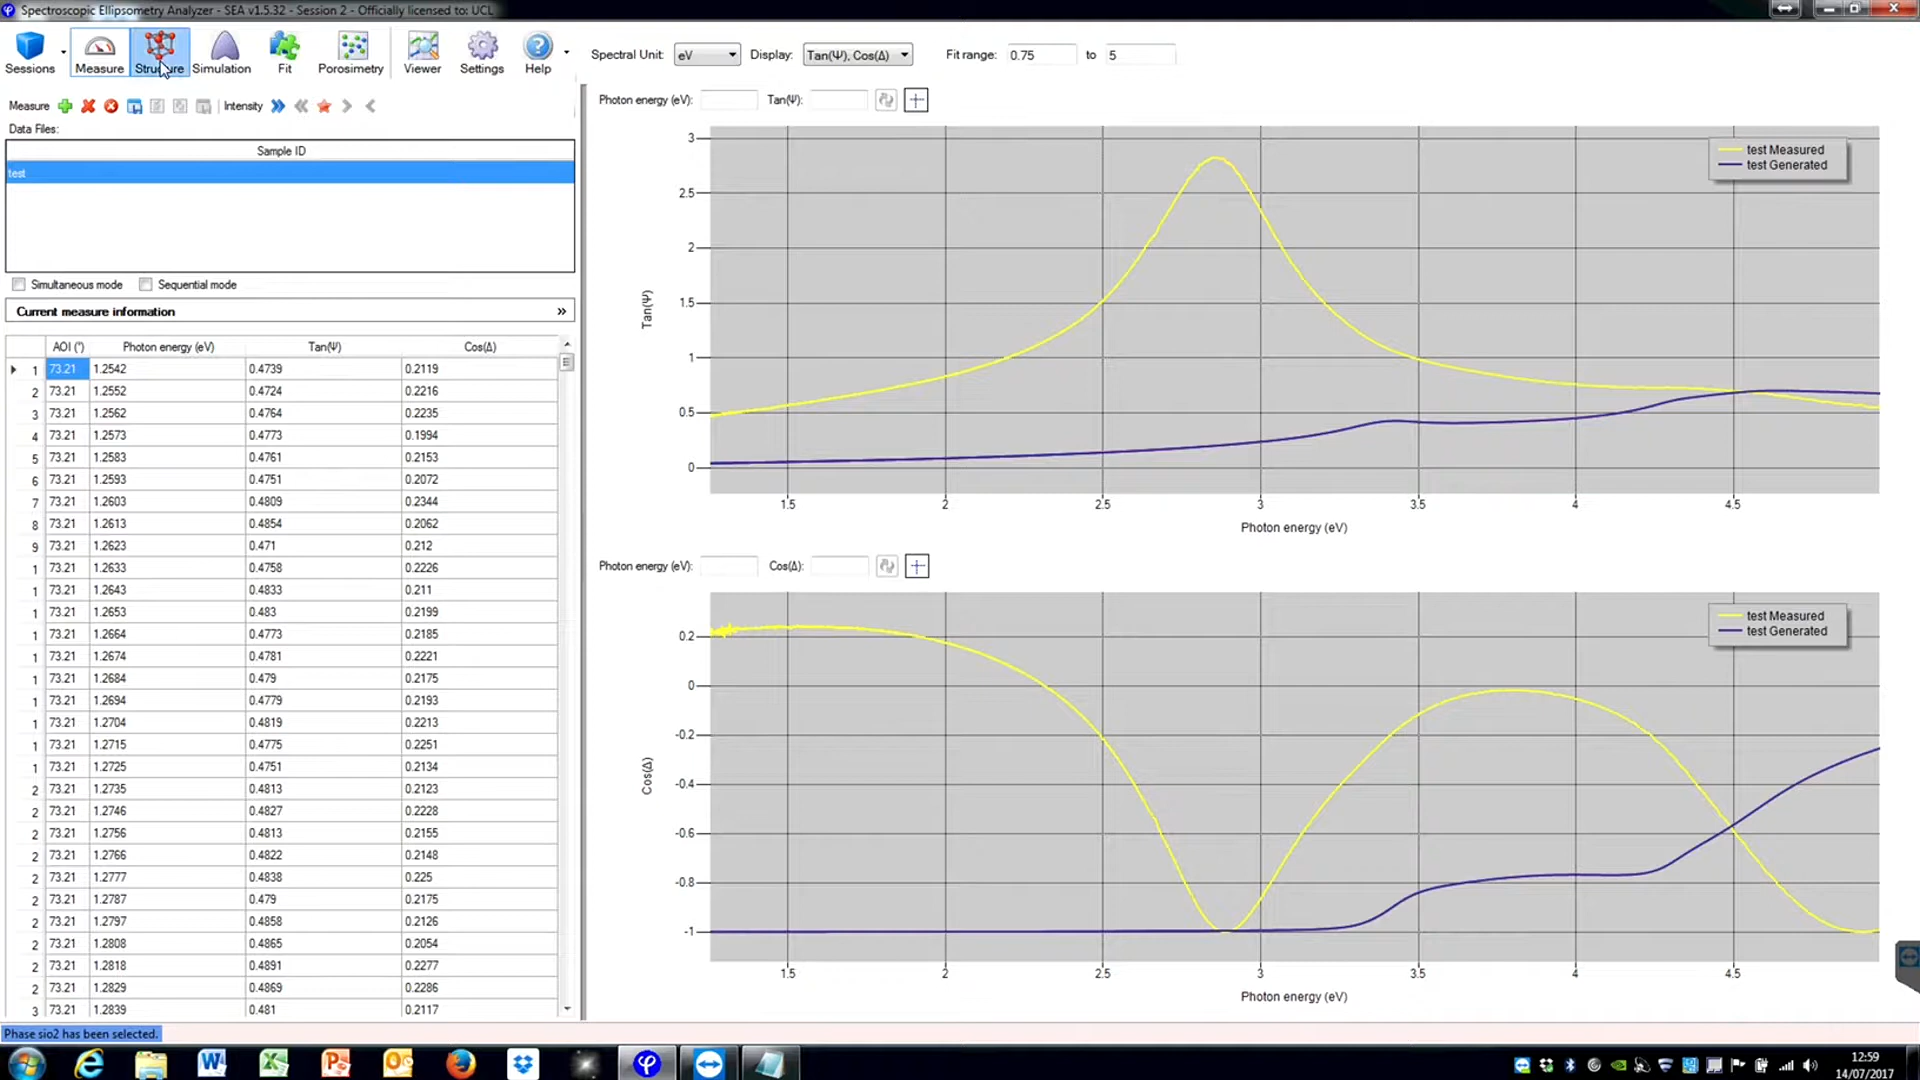 Spectroscopic Ellipsometry Analyzer - SEA v1.5.32 - Session 2 - Officially licensed to: UCL
Sessions Measure Structure Simulation Fit Porosimetry Viewer Settings Help
Spectral Unit: eV Display: Tan(Ψ), Cos(Δ) Fit range: 0.75 to 5
Measure Intensity
Data Files:
Sample ID
test
Simultaneous mode Sequential mode
Current measure information »
AOI (°) Photon energy (eV) Tan(Ψ) Cos(Δ)
1 73.21 1.2542 0.4739 0.2119
2 73.21 1.2552 0.4724 0.2216
3 73.21 1.2562 0.4764 0.2235
4 73.21 1.2573 0.4773 0.1994
5 73.21 1.2583 0.4761 0.2153
6 73.21 1.2593 0.4751 0.2072
7 73.21 1.2603 0.4809 0.2344
8 73.21 1.2613 0.4854 0.2062
9 73.21 1.2623 0.471 0.212
1 73.21 1.2633 0.4758 0.2226
1 73.21 1.2643 0.4833 0.211
1 73.21 1.2653 0.483 0.2199
1 73.21 1.2664 0.4773 0.2185
1 73.21 1.2674 0.4781 0.2221
1 73.21 1.2684 0.479 0.2175
1 73.21 1.2694 0.4779 0.2193
1 73.21 1.2704 0.4819 0.2213
1 73.21 1.2715 0.4775 0.2251
1 73.21 1.2725 0.4751 0.2134
2 73.21 1.2735 0.4813 0.2123
2 73.21 1.2746 0.4827 0.2228
2 73.21 1.2756 0.4813 0.2155
2 73.21 1.2766 0.4822 0.2148
2 73.21 1.2777 0.4838 0.225
2 73.21 1.2787 0.479 0.2175
2 73.21 1.2797 0.4858 0.2126
2 73.21 1.2808 0.4865 0.2054
2 73.21 1.2818 0.4891 0.2277
2 73.21 1.2829 0.4869 0.2286
3 73.21 1.2839 0.481 0.2117
Phase sio2 has been selected.
Photon energy (eV): Tan(Ψ):
test Measured
test Generated
Tan(Ψ)
3
2.5
2
1.5
1
0.5
0
1.5 2 2.5 3 3.5 4 4.5
Photon energy (eV)
Photon energy (eV): Cos(Δ):
test Measured
test Generated
Cos(Δ)
0.2
0
-0.2
-0.4
-0.6
-0.8
-1
1.5 2 2.5 3 3.5 4 4.5
Photon energy (eV)
12:59
14/07/2017